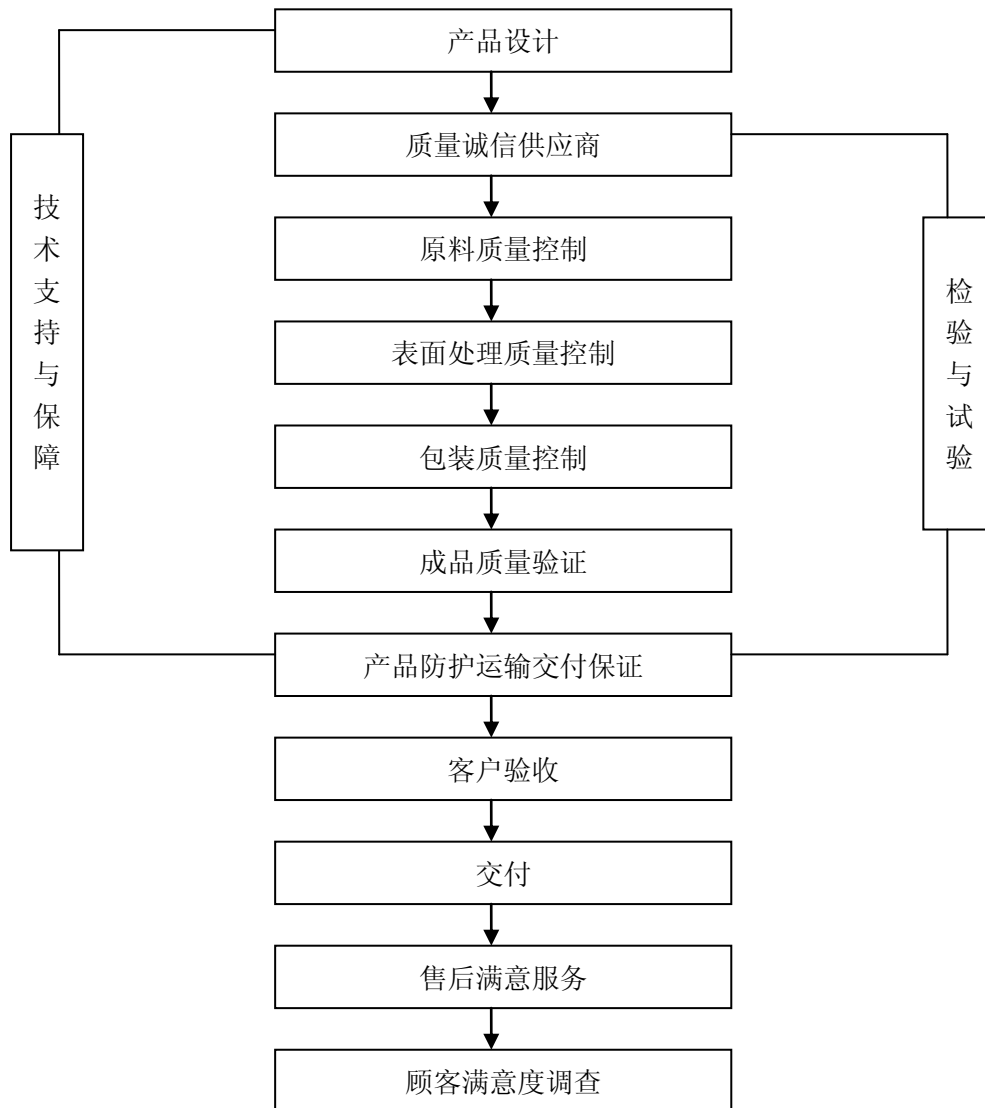 产品设计
质量诚信供应商
原料质量控制
表面处理质量控制
包装质量控制
成品质量验证
产品防护运输交付保证
客户验收
交付
售后满意服务
顾客满意度调查
技术支持与保障
检验与试验